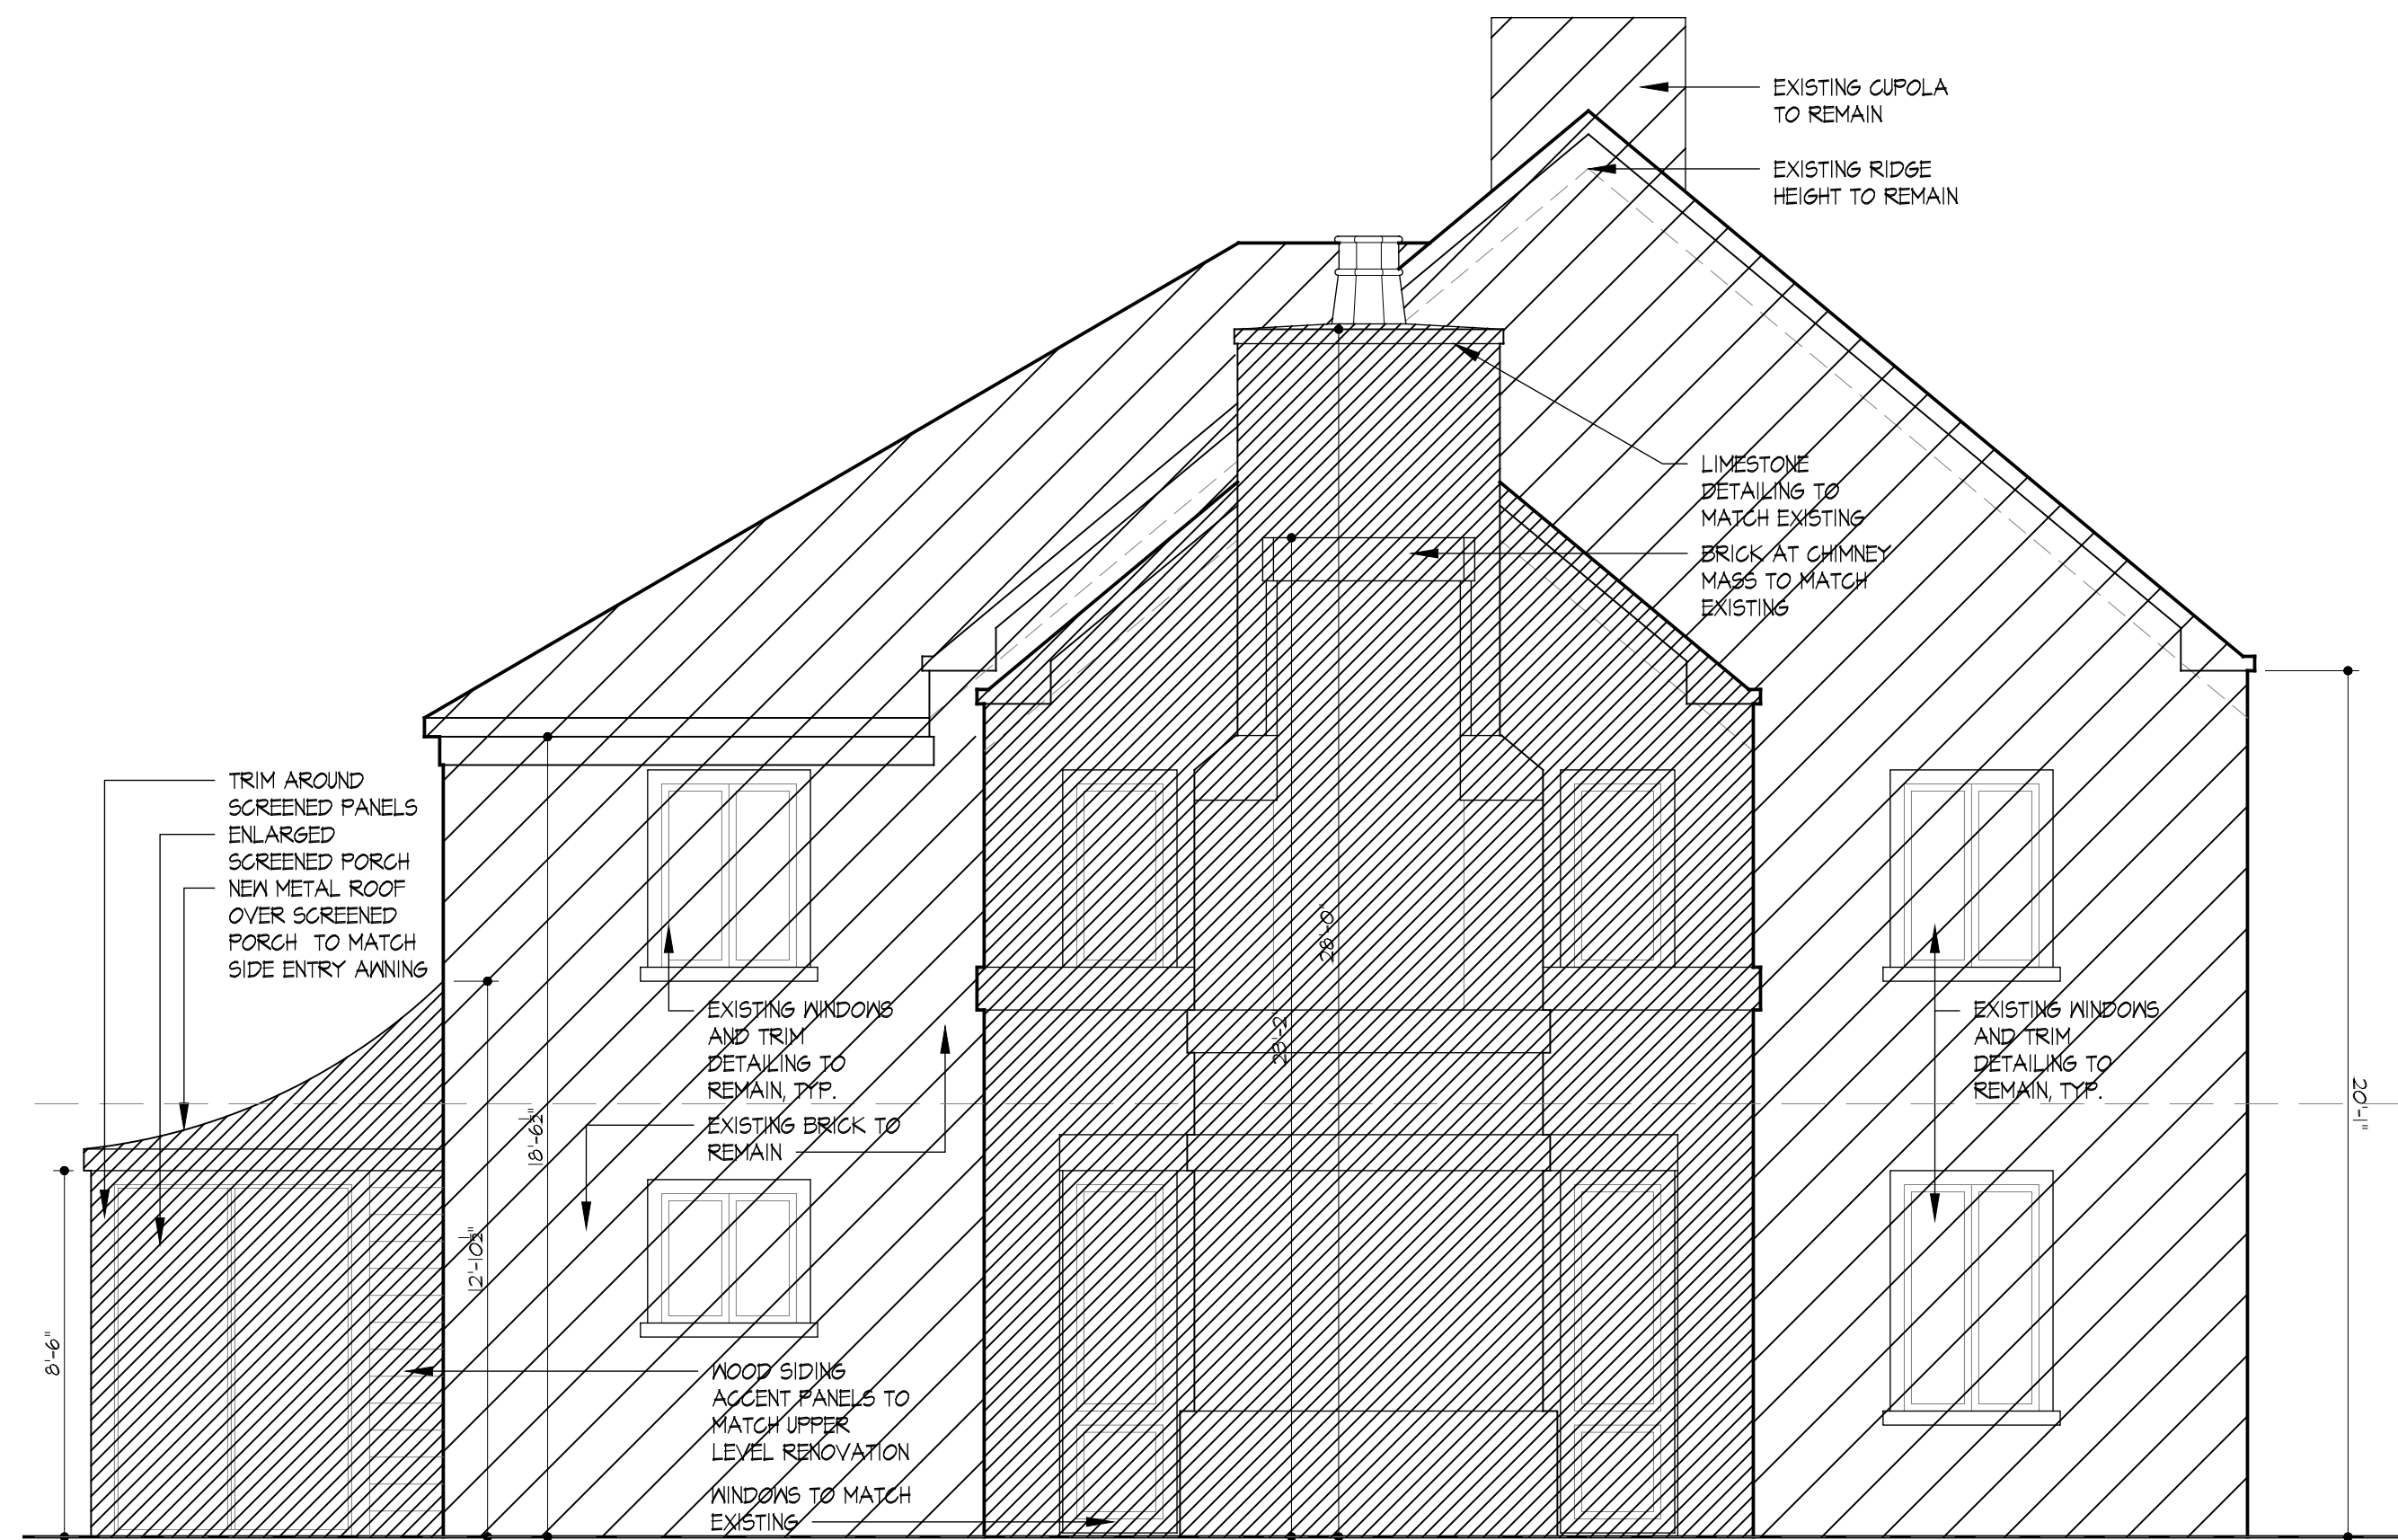 EXISTING CUPOLA
TO REMAIN
EXISTING RIDGE
HEIGHT TO REMAIN
LIMESTONE
DETAILING TO
MATCH EXISTING
BRICK AT CHIMNEY
MASS TO MATCH
EXISTING
TRIM AROUND
SCREENED PANELS
ENLARGED
SCREENED PORCH
NEW METAL ROOF
OVER SCREENED
PORCH TO MATCH
SIDE ENTRY AWNING
EXISTING WINDOWS
AND TRIM
DETAILING TO
REMAIN, TYP.
EXISTING BRICK TO
REMAIN
EXISTING WINDOWS
AND TRIM
DETAILING TO
REMAIN, TYP.
WOOD SIDING
ACCENT PANELS TO
MATCH UPPER
LEVEL RENOVATION
WINDOWS TO MATCH
EXISTING
8'-6"
12'-10½"
18'-6½"
23'-2"
28'-0"
20'-1"